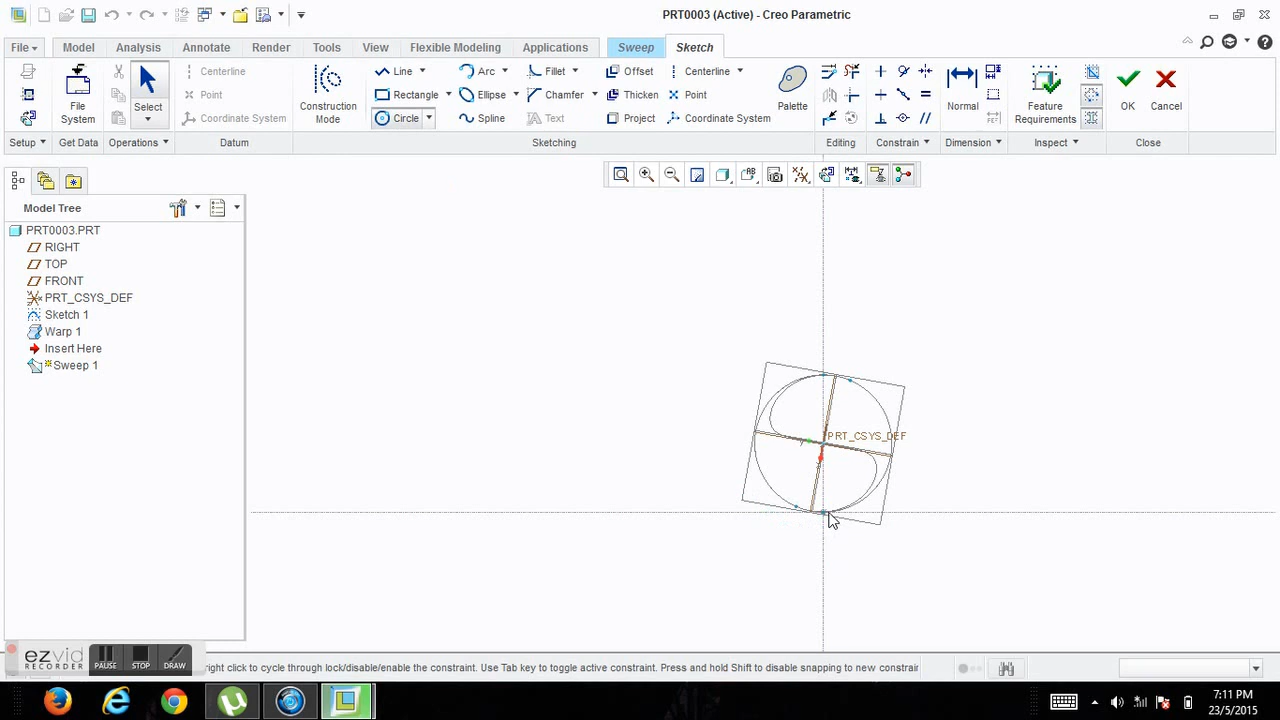 PRT0003 (Active) - Creo Parametric
File Model Analysis Annotate Render Tools View Flexible Modeling Applications Sweep Sketch
Centerline Line Arc Fillet Offset Centerline
File System Select Point Construction Mode Rectangle Ellipse Chamfer Thicken Point Palette Normal Feature Requirements OK Cancel
Coordinate System Circle Spline Text Project Coordinate System
Setup Get Data Operations Datum Sketching Editing Constrain Dimension Inspect Close
Model Tree
PRT0003.PRT
RIGHT
TOP
FRONT
PRT_CSYS_DEF
Sketch 1
Warp 1
Insert Here
Sweep 1
PRT_CSYS_DEF
ezvid RECORDER PAUSE STOP DRAW
right click to cycle through lock/disable/enable the constraint. Use Tab key to toggle active constraint. Press and hold Shift to disable snapping to new constrain
7:11 PM
23/5/2015